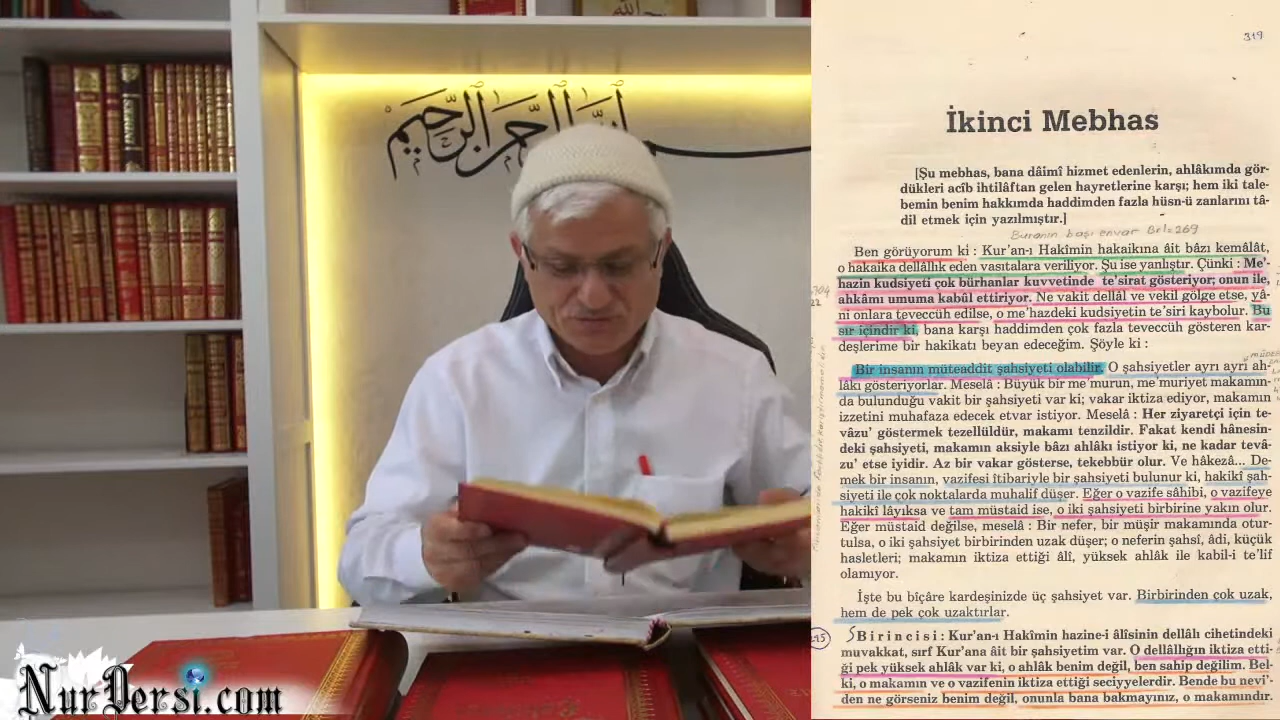 الله
الرحمن الرحيم
NurDersi.com
319
İkinci Mebhas
[Şu mebhas, bana dâimî hizmet edenlerin, ahlâkımda gör-
dükleri acîb ihtilâftan gelen hayretlerine karşı; hem iki tale-
bemin benim hakkımda haddimden fazla hüsn-ü zanlarını tâ-
dil etmek için yazılmıştır.]
Buranın başı envar Bel=269
Ben görüyorum ki : Kur'an-ı Hakîmin hakaikına âit bâzı kemâlât,
o hakaika dellâllık eden vasıtalara veriliyor. Şu ise yanlıştır. Çünki : Me'-
hazin kudsiyeti çok bürhanlar kuvvetinde te'sirat gösteriyor; onun ile,
ahkâmı umuma kabûl ettiriyor. Ne vakit dellâl ve vekil gölge etse, yâ-
ni onlara teveccüh edilse, o me'hazdeki kudsiyetin te'siri kaybolur. Bu
sır içindir ki, bana karşı haddimden çok fazla teveccüh gösteren kar-
deşlerime bir hakikatı beyan edeceğim. Şöyle ki :
Bir insanın müteaddit şahsiyeti olabilir. O şahsiyetler ayrı ayrı ah-
lâkı gösteriyorlar. Meselâ : Büyük bir me'murun, me'muriyet makamın-
da bulunduğu vakit bir şahsiyeti var ki; vakar iktiza ediyor, makamın
izzetini muhafaza edecek etvar istiyor. Meselâ : Her ziyaretçi için te-
vâzu' göstermek tezellüldür, makamı tenzildir. Fakat kendi hânesin-
deki şahsiyeti, makamın aksiyle bâzı ahlâkı istiyor ki, ne kadar tevâ-
zu' etse iyidir. Az bir vakar gösterse, tekebbür olur. Ve hâkezâ... De-
mek bir insanın, vazifesi îtibariyle bir şahsiyeti bulunur ki, hakikî şah-
siyeti ile çok noktalarda muhalif düşer. Eğer o vazife sâhibi, o vazifeye
hakikî lâyıksa ve tam müstaid ise, o iki şahsiyeti birbirine yakın olur.
Eğer müstaid değilse, meselâ : Bir nefer, bir müşir makamında otur-
tulsa, o iki şahsiyet birbirinden uzak düşer; o neferin şahsî, âdi, küçük
hasletleri; makamın iktiza ettiği âlî, yüksek ahlâk ile kabil-i te'lif
olamıyor.
İşte bu bîçâre kardeşinizde üç şahsiyet var. Birbirinden çok uzak,
hem de pek çok uzaktırlar.
Birincisi: Kur'an-ı Hakîmin hazine-i âlîsinin dellâlı cihetindeki
muvakkat, sırf Kur'ana âit bir şahsiyetim var. O dellâllığın iktiza etti-
ği pek yüksek ahlâk var ki, o ahlâk benim değil, ben sahip değilim. Bel-
ki, o makamın ve o vazifenin iktiza ettiği seciyyelerdir. Bende bu nevi'-
den ne görseniz benim değil, onunla bana bakmayınız, o makamındır.